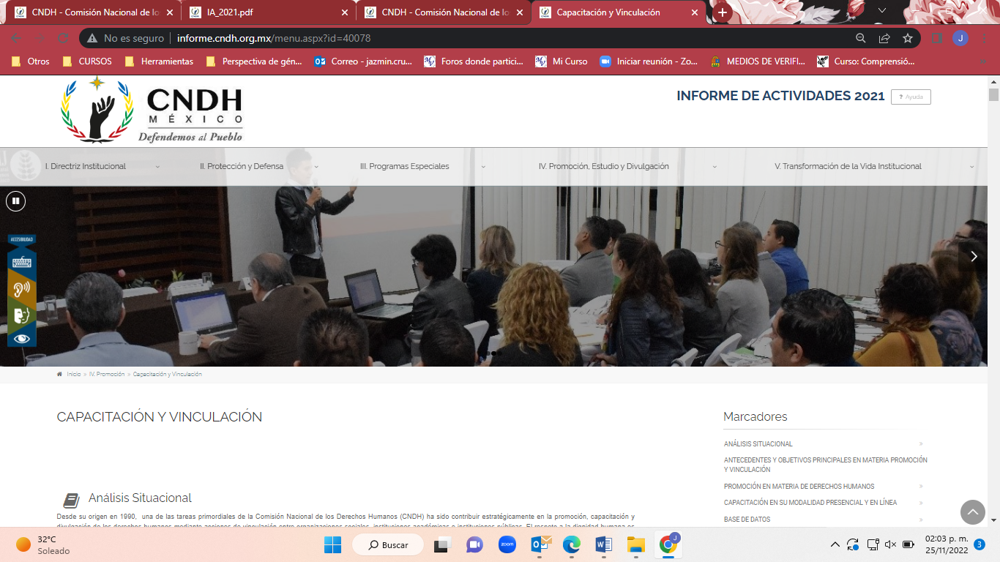 CNDH - Comisión Nacional de lo
IA_2021.pdf
CNDH - Comisión Nacional de lo
Capacitación y Vinculación
No es seguro
informe.cndh.org.mx/menu.aspx?id=40078
J
Otros
CURSOS
Herramientas
Perspectiva de gén...
Correo - jazmin.cru...
Foros donde partici...
Mi Curso
Iniciar reunión - Zo...
MEDIOS DE VERIFI...
Curso: Comprensió...
CNDH
MÉXICO
Defendemos al Pueblo
INFORME DE ACTIVIDADES 2021
? Ayuda
I. Directriz Institucional
II. Protección y Defensa
III. Programas Especiales
IV. Promoción, Estudio y Divulgación
V. Transformación de la Vida Institucional
ACCESIBILIDAD
Inicio » IV. Promoción » Capacitación y Vinculación
CAPACITACIÓN Y VINCULACIÓN
Análisis Situacional
Desde su origen en 1990, una de las tareas primordiales de la Comisión Nacional de los Derechos Humanos (CNDH) ha sido contribuir estratégicamente en la promoción, capacitación y
divulgación de los derechos humanos mediante acciones de vinculación entre organizaciones sociales, instituciones académicas e instituciones públicas. El respeto a la dignidad humana es
Marcadores
ANÁLISIS SITUACIONAL
ANTECEDENTES Y OBJETIVOS PRINCIPALES EN MATERIA PROMOCIÓN
Y VINCULACIÓN
PROMOCIÓN EN MATERIA DE DERECHOS HUMANOS
CAPACITACIÓN EN SU MODALIDAD PRESENCIAL Y EN LÍNEA
BASE DE DATOS
32°C
Soleado
Buscar
zoom
J
02:03 p. m.
25/11/2022
3